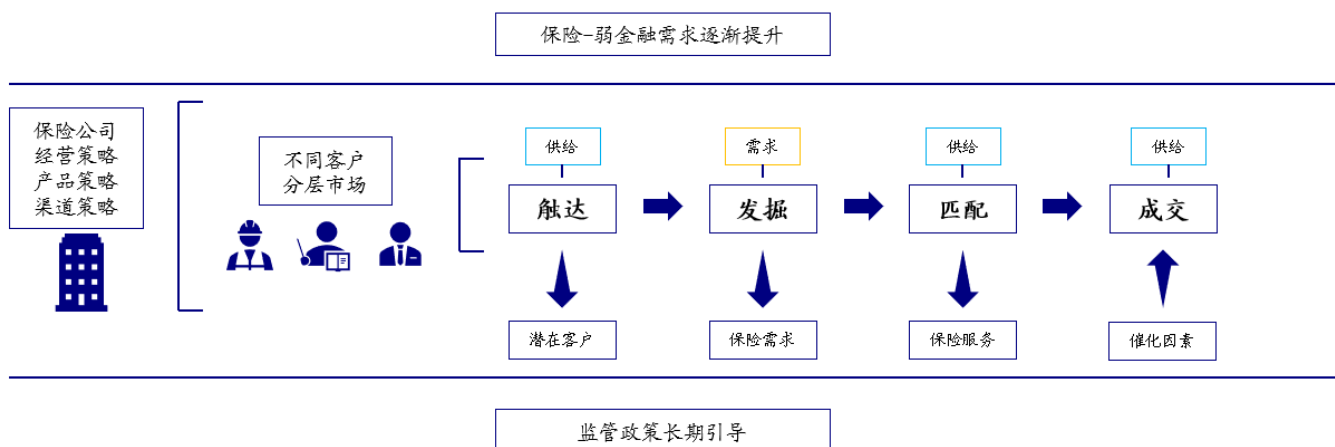 保险-弱金融需求逐渐提升
保险公司
经营策略
产品策略
渠道策略
不同客户
分层市场
供给
需求
供给
供给
触达
发掘
匹配
成交
潜在客户
保险需求
保险服务
催化因素
监管政策长期引导